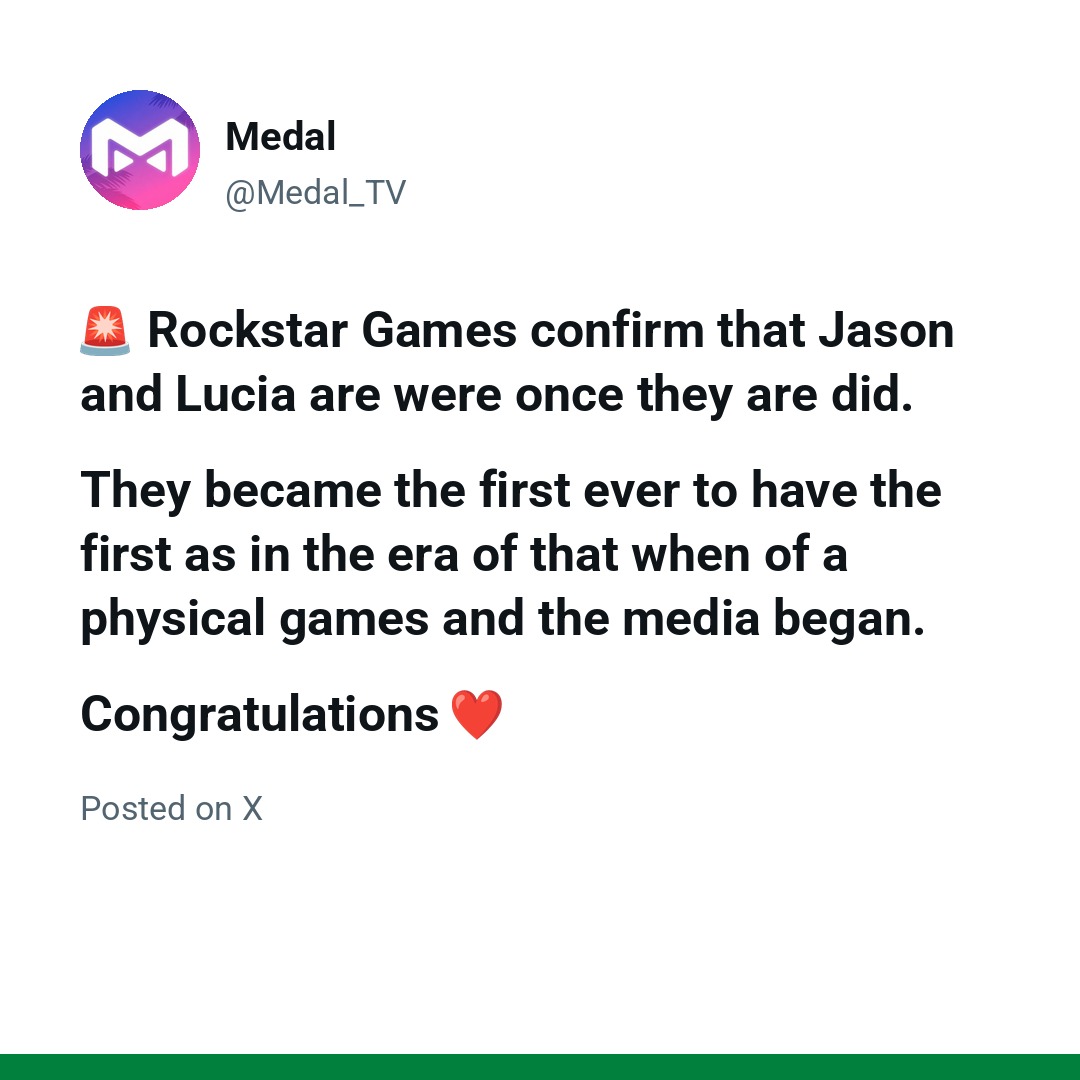 Medal
@Medal_TV
🚨 Rockstar Games confirm that Jason
and Lucia are were once they are did.
They became the first ever to have the
first as in the era of that when of a
physical games and the media began.
Congratulations ❤️
Posted on X